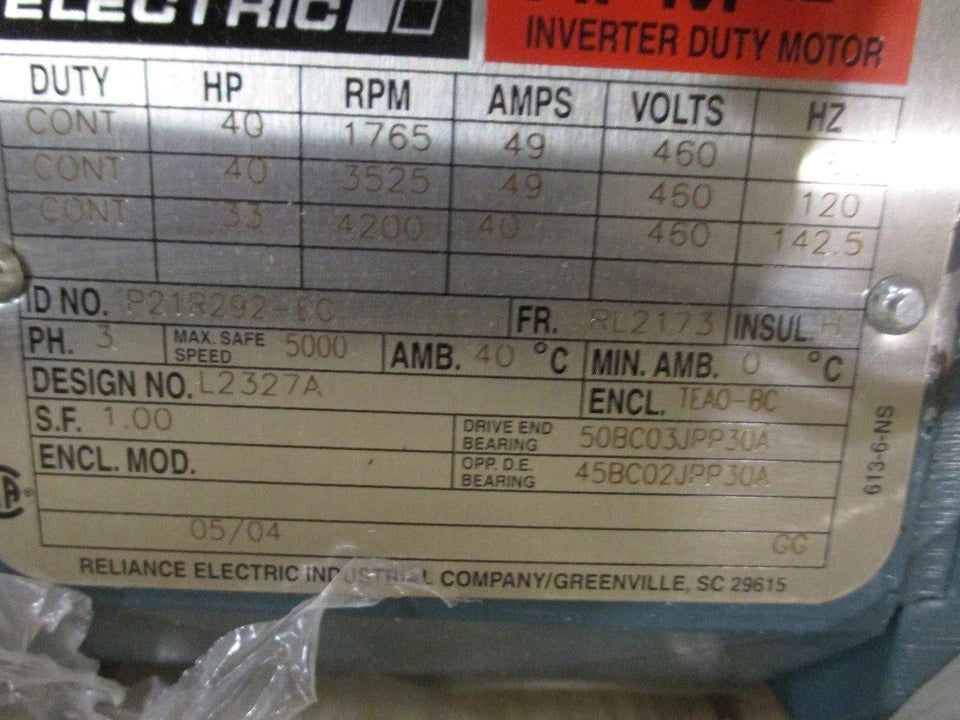 ELECTRIC
INVERTER DUTY MOTOR
DUTY HP RPM AMPS VOLTS HZ
CONT 40 1765 49 460
CONT 40 3525 49 460 120
CONT 33 4200 40 460 142.5
ID NO. P21R292-EG FR. RL2173 INSUL. H
PH. 3 MAX. SAFE SPEED 5000 AMB. 40 °C MIN. AMB. 0 °C
DESIGN NO. L2327A ENCL. TEAO-BC
S.F. 1.00 DRIVE END BEARING 50BC03JPP30A
ENCL. MOD. OPP. D.E. BEARING 45BC02JPP30A
05/04 GG
RELIANCE ELECTRIC INDUSTRIAL COMPANY/GREENVILLE, SC 29615
613-6-NS